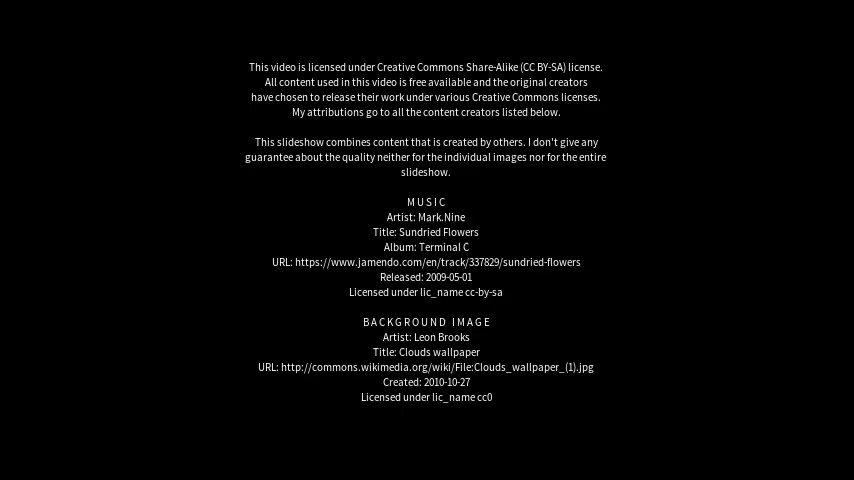 This video is licensed under Creative Commons Share-Alike (CC BY-SA) license.
All content used in this video is free available and the original creators
have chosen to release their work under various Creative Commons licenses.
My attributions go to all the content creators listed below.
This slideshow combines content that is created by others. I don't give any
guarantee about the quality neither for the individual images nor for the entire
slideshow.
MUSIC
Artist: Mark.Nine
Title: Sundried Flowers
Album: Terminal C
URL: https://www.jamendo.com/en/track/337829/sundried-flowers
Released: 2009-05-01
Licensed under lic_name cc-by-sa
BACKGROUND IMAGE
Artist: Leon Brooks
Title: Clouds wallpaper
URL: http://commons.wikimedia.org/wiki/File:Clouds_wallpaper_(1).jpg
Created: 2010-10-27
Licensed under lic_name cc0